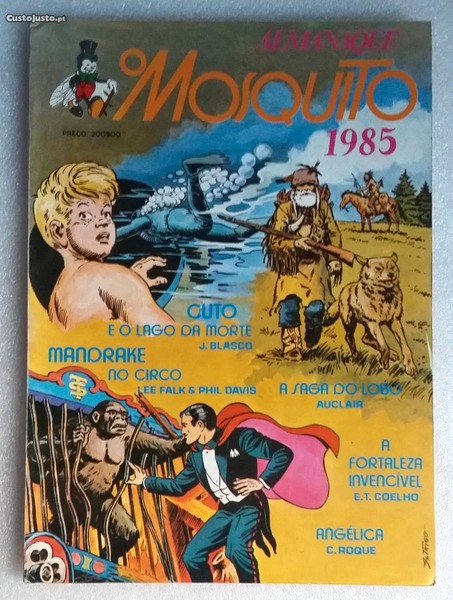 CustoJusto.pt
ALMANAQUE
O MOSQUITO
1985
PREÇO: 200$00
GUTO
E O LAGO DA MORTE
J. BLASCO
MANDRAKE
NO CIRCO
LEE FALK & PHIL DAVIS
A SAGA DO LOBO
AUCLAIR
A
FORTALEZA
INVENCÍVEL
E.T. COELHO
ANGÉLICA
C. ROQUE